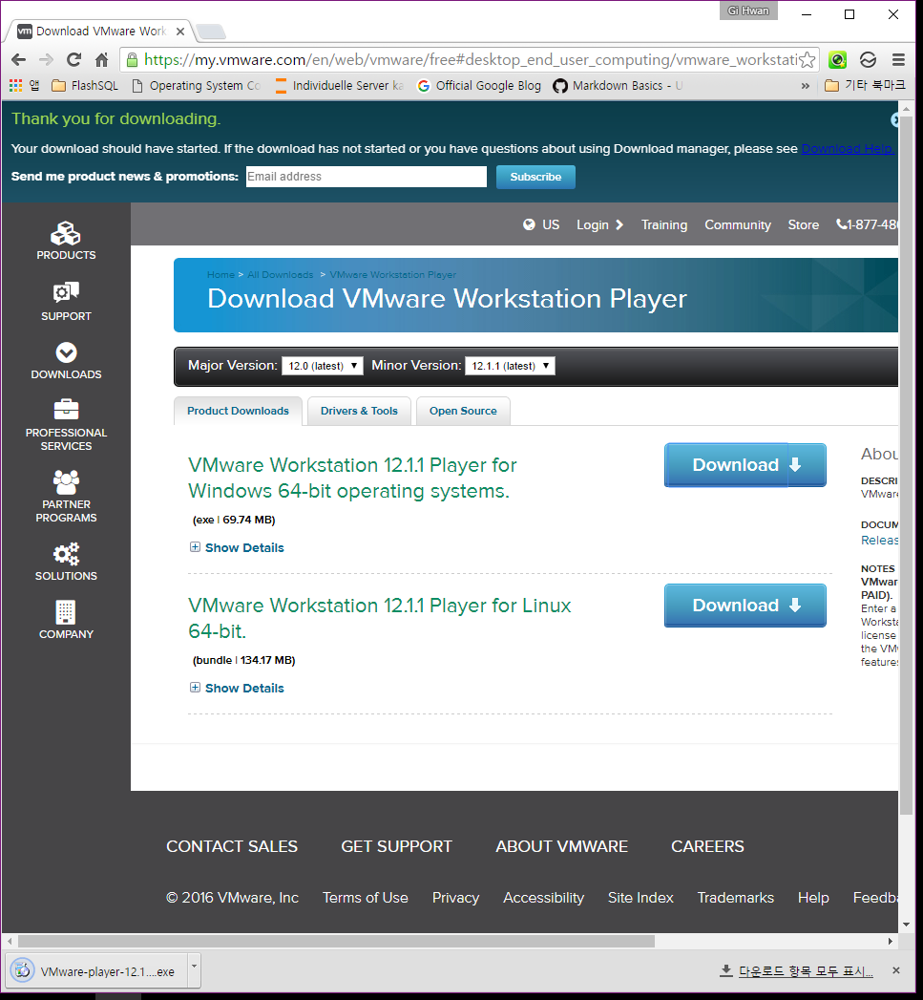 Gi Hwan
vm Download VMware Work
https://my.vmware.com/en/web/vmware/free#desktop_end_user_computing/vmware_workstati
앱 FlashSQL Operating System Co Individuelle Server ka Official Google Blog Markdown Basics - U » 기타 북마크
Thank you for downloading.
Your download should have started. If the download has not started or you have questions about using Download manager, please see Download Help.
Send me product news & promotions: Email address Subscribe
US Login Training Community Store 1-877-486
PRODUCTS
SUPPORT
DOWNLOADS
PROFESSIONAL
SERVICES
PARTNER
PROGRAMS
SOLUTIONS
COMPANY
Home > All Downloads > VMware Workstation Player
Download VMware Workstation Player
Major Version: 12.0 (latest) Minor Version: 12.1.1 (latest)
Product Downloads Drivers & Tools Open Source
VMware Workstation 12.1.1 Player for
Windows 64-bit operating systems.
(exe | 69.74 MB)
Show Details
Download
VMware Workstation 12.1.1 Player for Linux
64-bit.
(bundle | 134.17 MB)
Show Details
Download
Abou
DESCRI
VMware
DOCUM
Releas
NOTES
VMwar
PAID).
Enter a
Worksta
license
the VM
features
CONTACT SALES GET SUPPORT ABOUT VMWARE CAREERS
© 2016 VMware, Inc Terms of Use Privacy Accessibility Site Index Trademarks Help Feedba
VMware-player-12.1....exe
다운로드 항목 모두 표시...